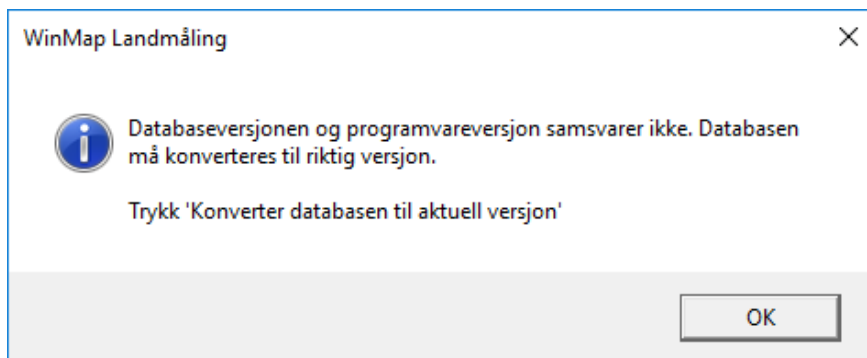 WinMap Landmåling
Databaseversjonen og programvareversjon samsvarer ikke. Databasen
må konverteres til riktig versjon.
Trykk 'Konverter databasen til aktuell versjon'
OK